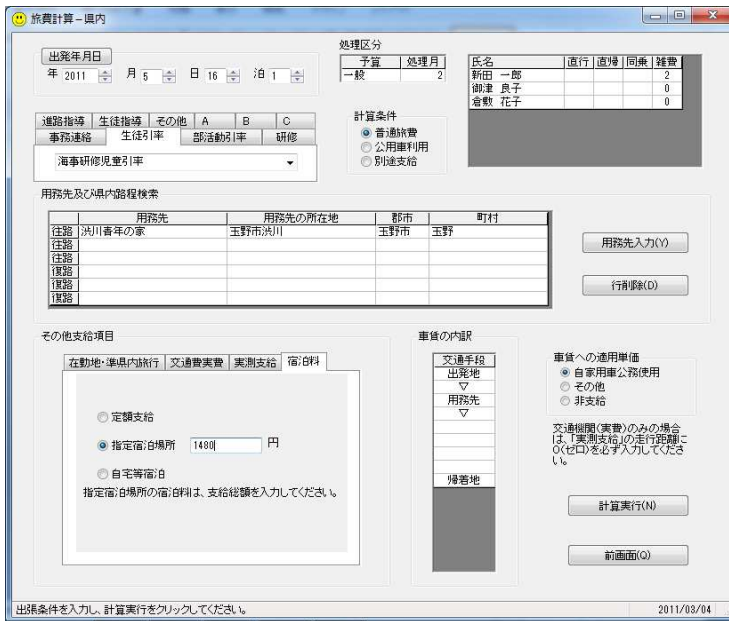 旅費計算－県内
出発年月日
年 2011 月 5 日 16 泊 1
処理区分
予算 処理月
一般 2
氏名 直行 直帰 同乗 雑費
新田 一郎 2
御津 良子 0
倉敷 花子 0
進路指導 生徒指導 その他 A B C
事務連絡 生徒引率 部活動引率 研修
海事研修児童引率
計算条件
普通旅費
公用車利用
別途支給
用務先及び県内路程検索
用務先 用務先の所在地 郡市 町村
往路 渋川青年の家 玉野市渋川 玉野市 玉野
往路
往路
復路
復路
復路
用務先入力(Y)
行削除(D)
その他支給項目
在勤地・準県内旅行 交通費実費 実測支給 宿泊料
定額支給
指定宿泊場所 1480 円
自宅等宿泊
指定宿泊場所の宿泊料は、支給総額を入力してください。
車賃の内訳
交通手段
出発地
▽
用務先
▽
帰着地
車賃への適用単価
自家用車公務使用
その他
非支給
交通機関(実費)のみの場合
は、「実測支給」の走行距離に
0(ゼロ)を必ず入力してくださ
い。
計算実行(N)
前画面(Q)
出張条件を入力し、計算実行をクリックしてください。
2011/03/04